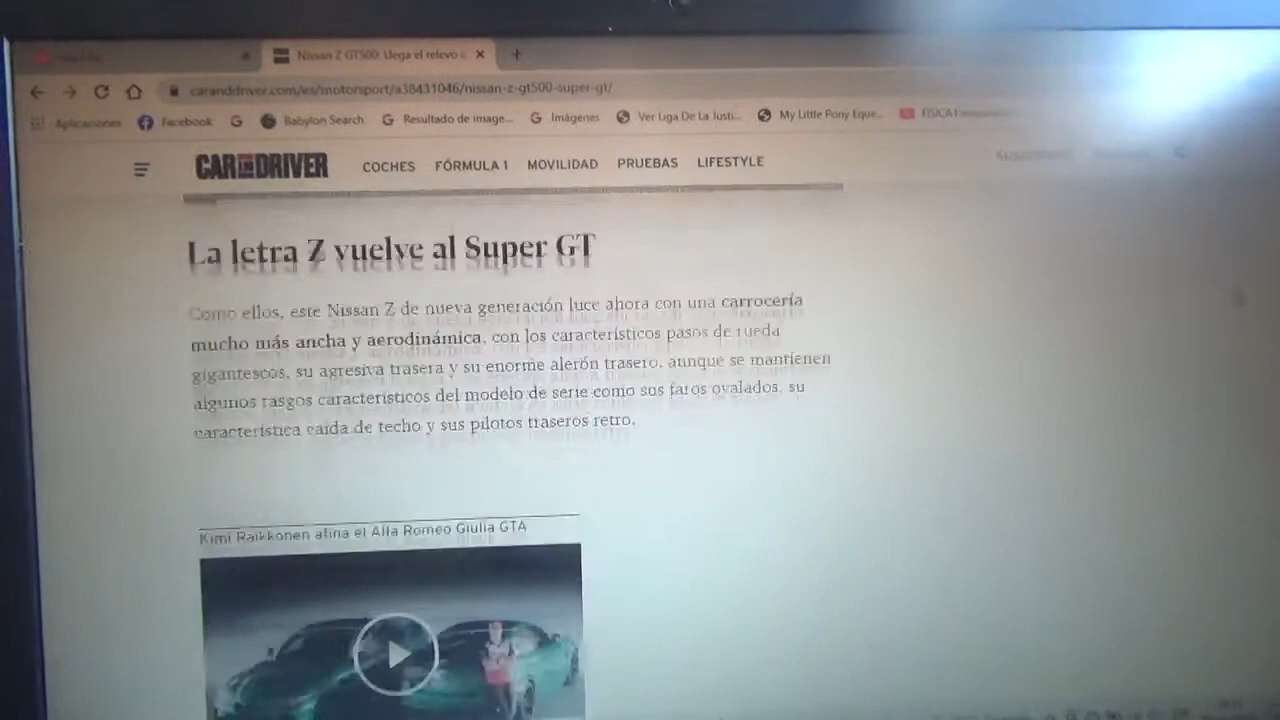 Nissan Z GT500: Llega el relevo
caranddriver.com/es/motorsport/a38431046/nissan-z-gt500-super-gt/
Aplicaciones Facebook Babylon Search Resultado de image... Imágenes Ver Liga De La Justi... My Little Pony Eque... FISICA I
CAR AND DRIVER COCHES FÓRMULA 1 MOVILIDAD PRUEBAS LIFESTYLE
La letra Z vuelve al Super GT
Como ellos, este Nissan Z de nueva generación luce ahora con una carrocería
mucho más ancha y aerodinámica, con los característicos pasos de rueda
gigantescos, su agresiva trasera y su enorme alerón trasero, aunque se mantienen
algunos rasgos característicos del modelo de serie como sus faros ovalados, su
característica caída de techo y sus pilotos traseros retro.
Kimi Raikkonen afina el Alfa Romeo Giulia GTA